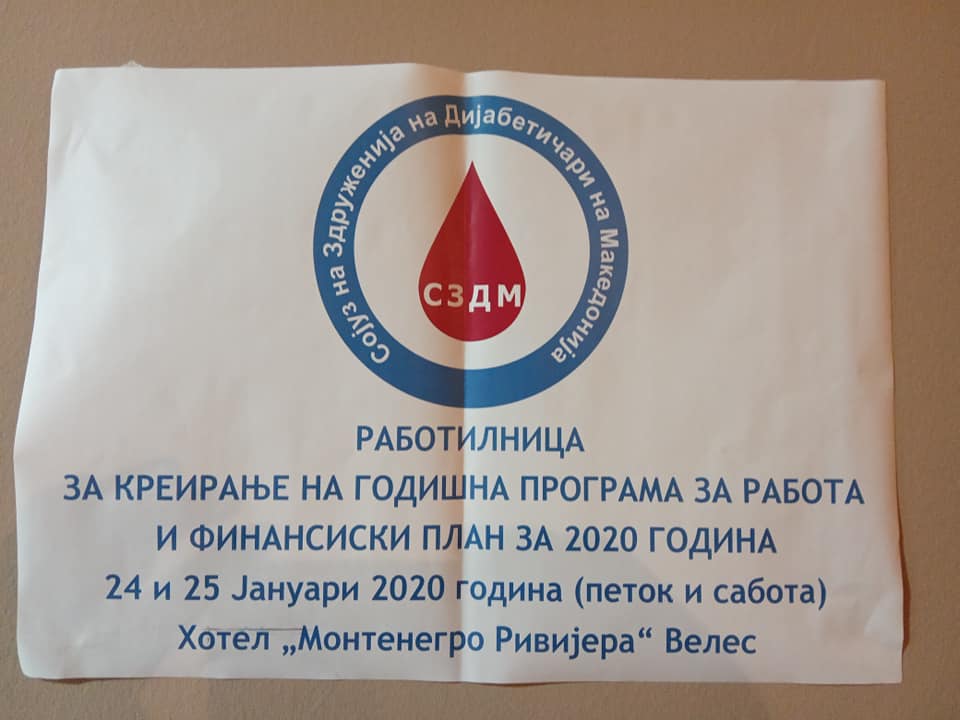 Сојуз на Здруженија на Дијабетичари на Македонија
СЗДМ
РАБОТИЛНИЦА
ЗА КРЕИРАЊЕ НА ГОДИШНА ПРОГРАМА ЗА РАБОТА
И ФИНАНСИСКИ ПЛАН ЗА 2020 ГОДИНА
24 и 25 Јануари 2020 година (петок и сабота)
Хотел „Монтенегро Ривијера“ Велес